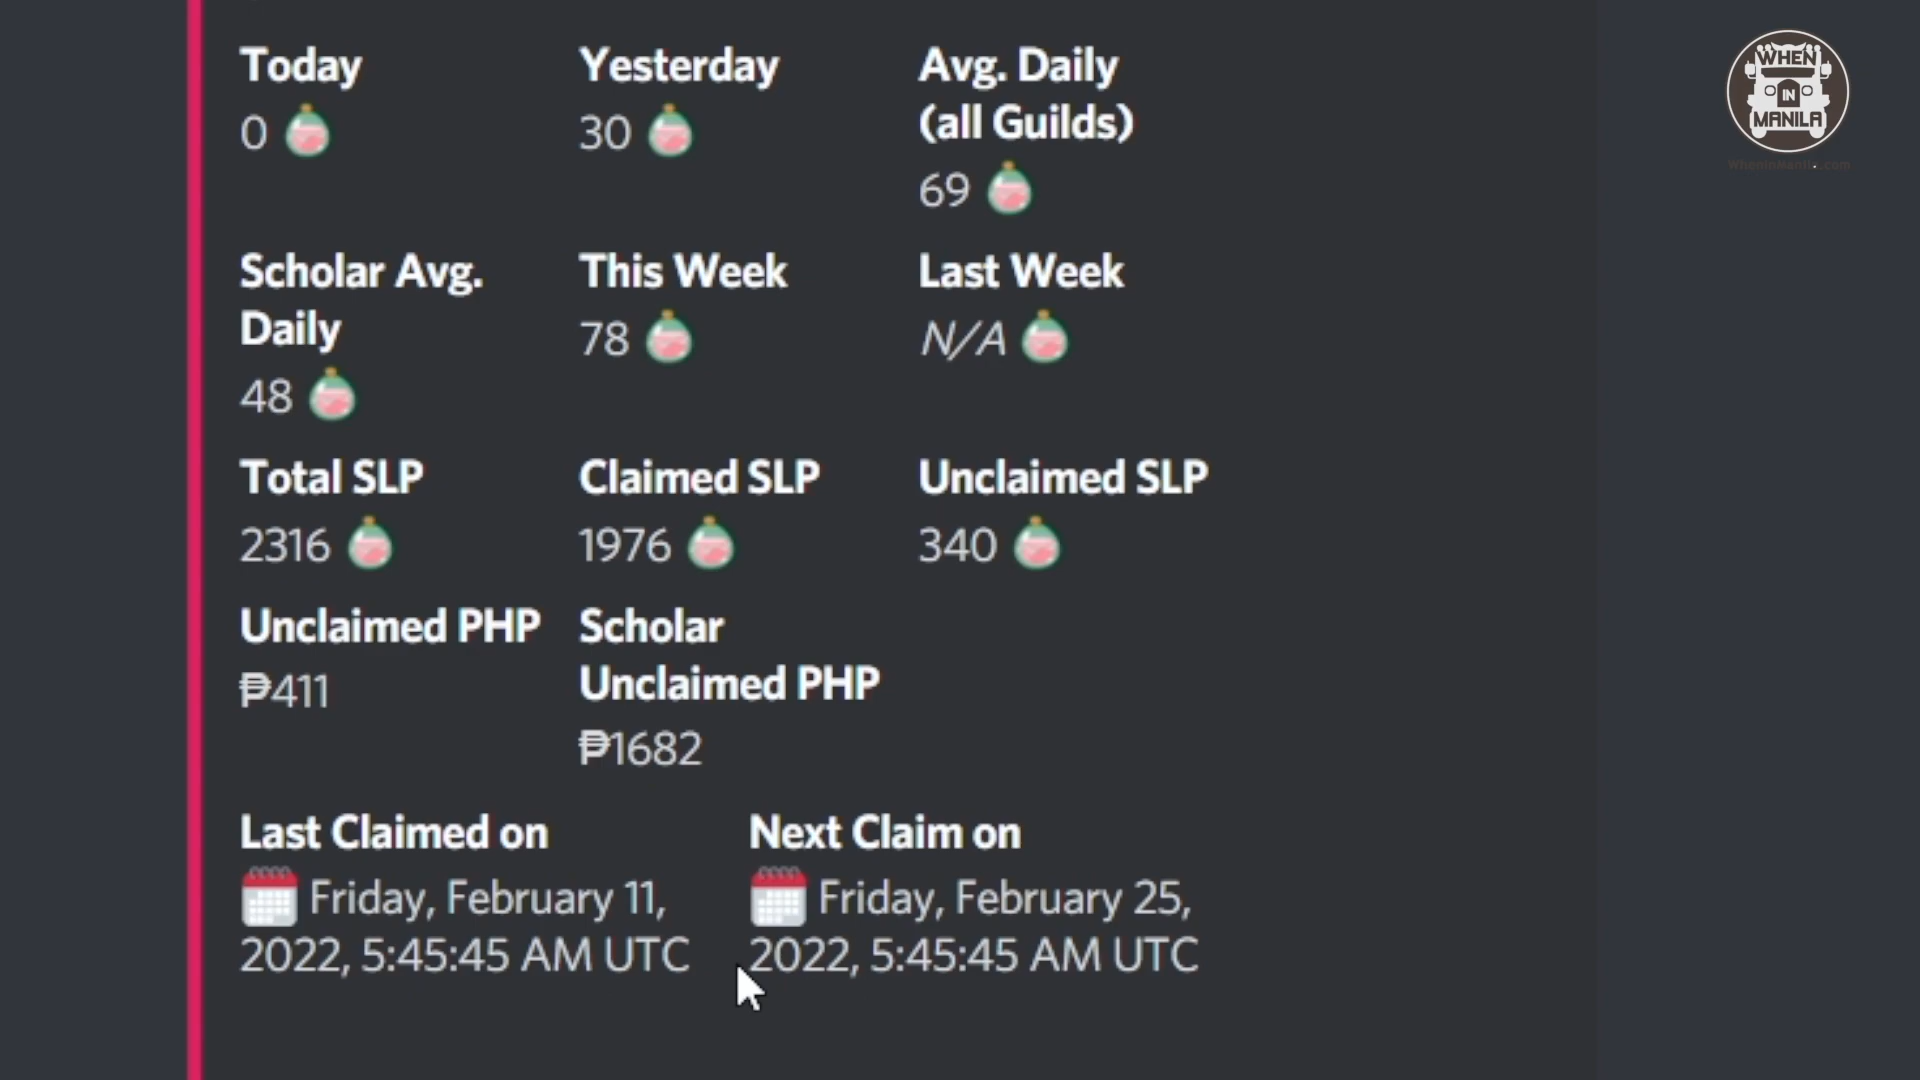 Today
0
Yesterday
30
Avg. Daily
(all Guilds)
69
Scholar Avg.
Daily
48
This Week
78
Last Week
N/A
Total SLP
2316
Claimed SLP
1976
Unclaimed SLP
340
Unclaimed PHP
₱411
Scholar
Unclaimed PHP
₱1682
Last Claimed on
Friday, February 11,
2022, 5:45:45 AM UTC
Next Claim on
Friday, February 25,
2022, 5:45:45 AM UTC
WHEN
IN
MANILA
WhenInManila.com